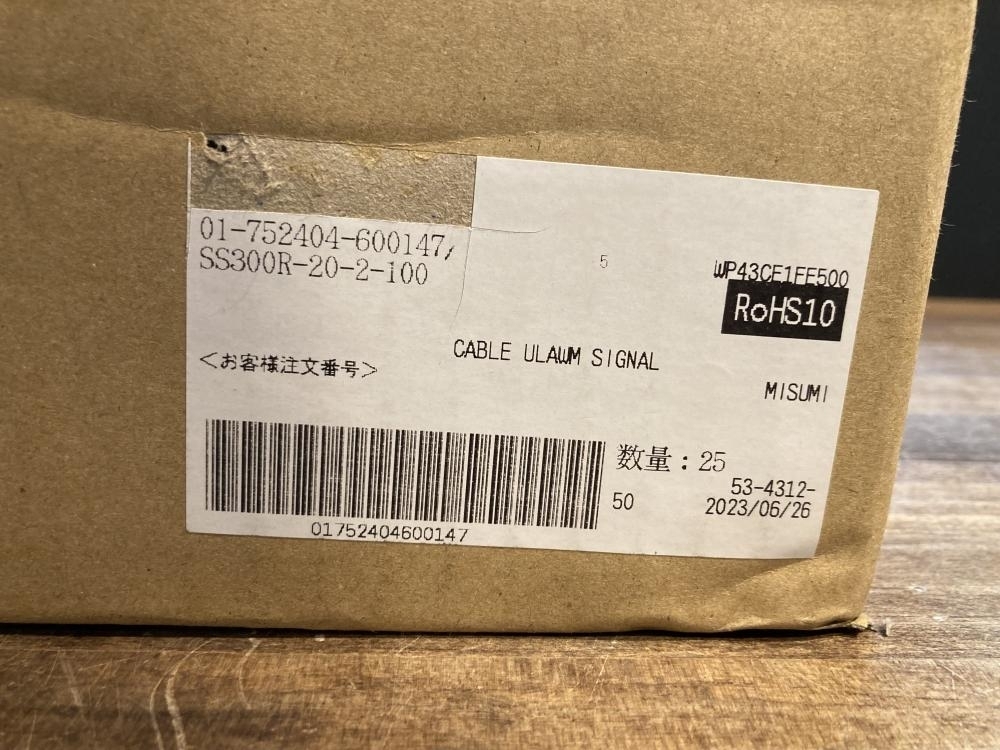 01-752404-600147/
SS300R-20-2-100
5
WP43CE1FE500
RoHS10
CABLE ULAWM SIGNAL
<お客様注文番号>
MISUMI
数量:25
53-4312-
50
2023/06/26
01752404600147